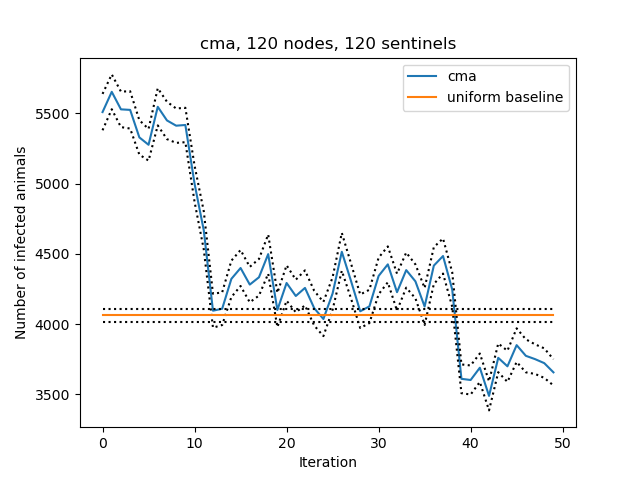 cma, 120 nodes, 120 sentinels
cma
uniform baseline
Number of infected animals
5500
5000
4500
4000
3500
0 10 20 30 40 50
Iteration